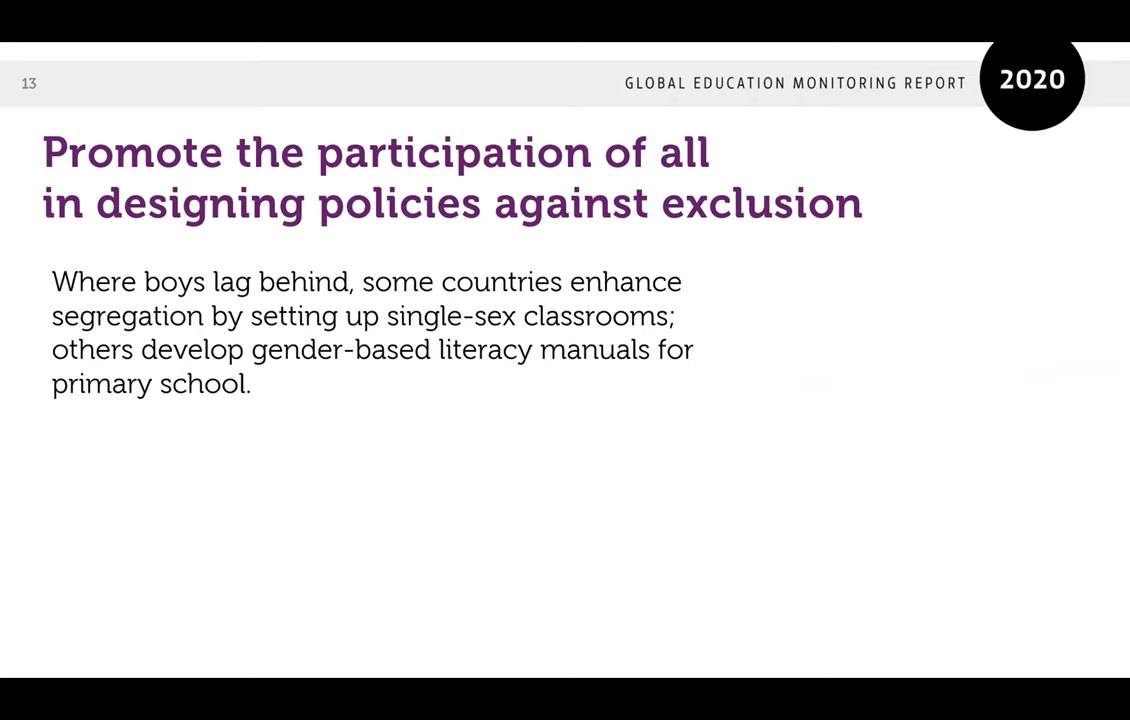 13
GLOBAL EDUCATION MONITORING REPORT
2020
Promote the participation of all
in designing policies against exclusion
Where boys lag behind, some countries enhance
segregation by setting up single-sex classrooms;
others develop gender-based literacy manuals for
primary school.